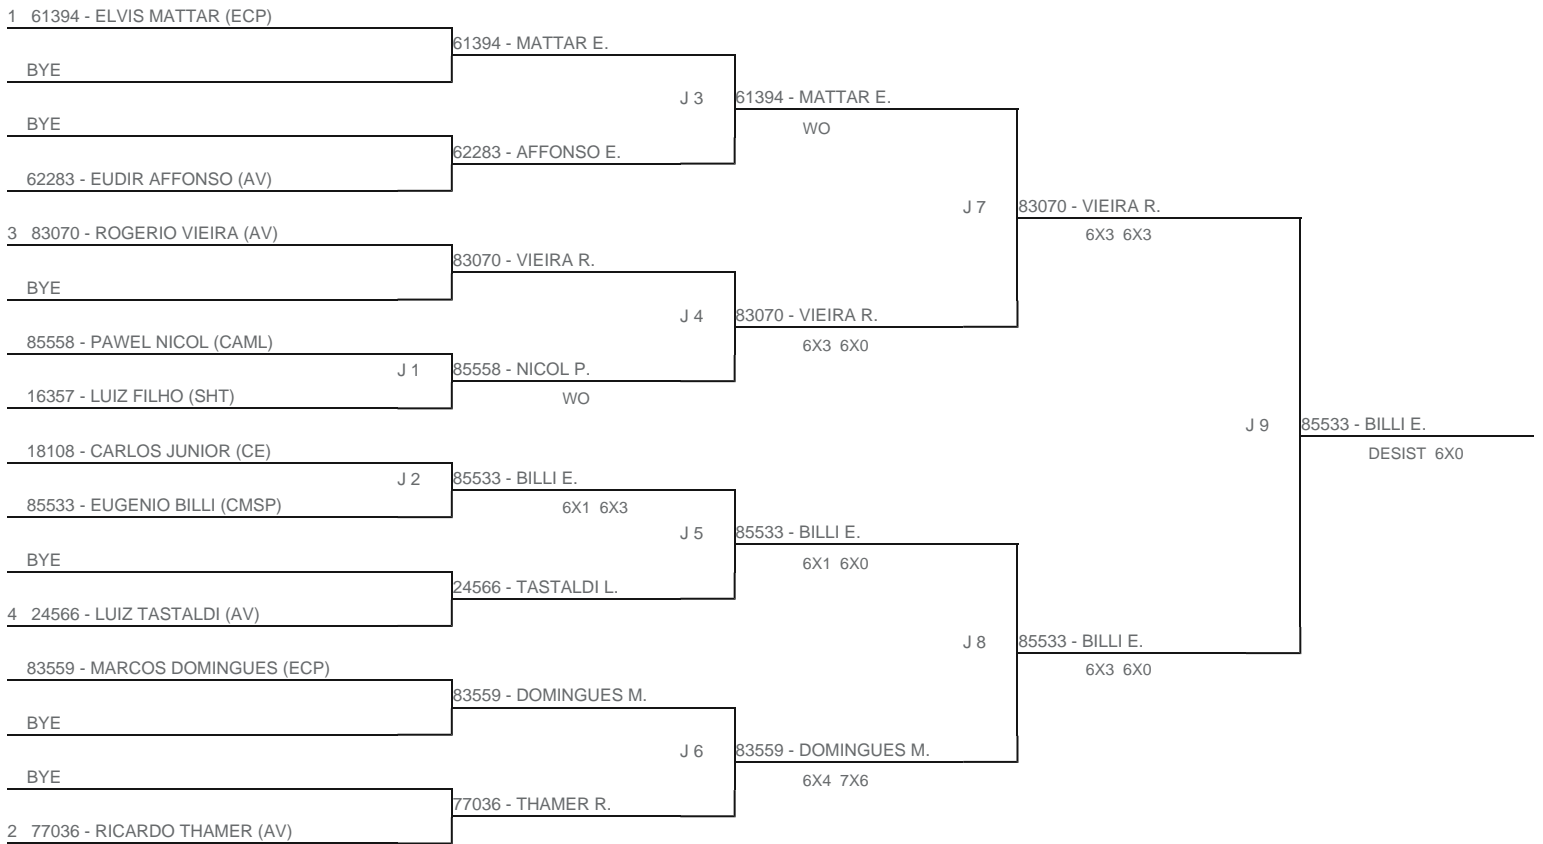 1 61394 - ELVIS MATTAR (ECP)
61394 - MATTAR E.
BYE
J 3 61394 - MATTAR E.
WO
BYE
62283 - AFFONSO E.
62283 - EUDIR AFFONSO (AV)
J 7 83070 - VIEIRA R.
6X3 6X3
3 83070 - ROGERIO VIEIRA (AV)
83070 - VIEIRA R.
BYE
J 4 83070 - VIEIRA R.
6X3 6X0
85558 - PAWEL NICOL (CAML)
J 1 85558 - NICOL P.
WO
16357 - LUIZ FILHO (SHT)
J 9 85533 - BILLI E.
DESIST 6X0
18108 - CARLOS JUNIOR (CE)
J 2 85533 - BILLI E.
6X1 6X3
85533 - EUGENIO BILLI (CMSP)
J 5 85533 - BILLI E.
6X1 6X0
BYE
24566 - TASTALDI L.
4 24566 - LUIZ TASTALDI (AV)
J 8 85533 - BILLI E.
6X3 6X0
83559 - MARCOS DOMINGUES (ECP)
83559 - DOMINGUES M.
BYE
J 6 83559 - DOMINGUES M.
6X4 7X6
BYE
77036 - THAMER R.
2 77036 - RICARDO THAMER (AV)